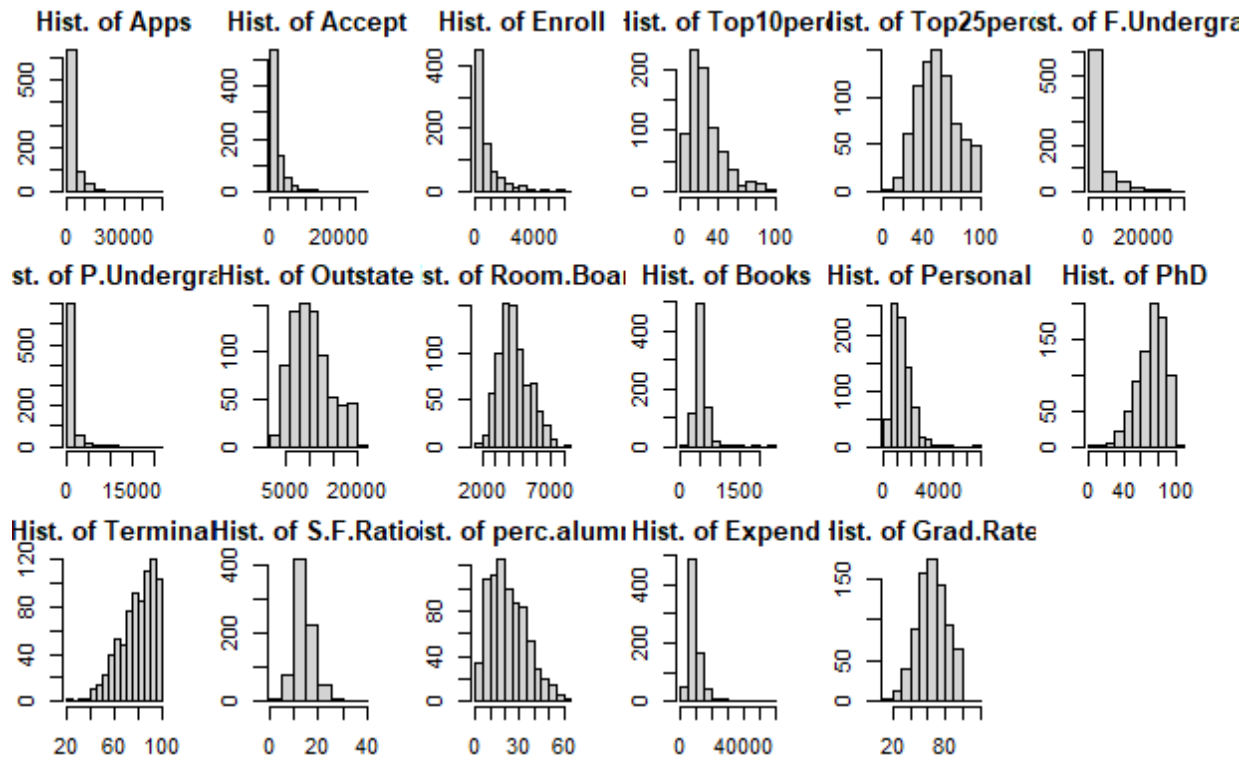 Hist. of Apps
Hist. of Accept
Hist. of Enroll
Hist. of Top10per
Hist. of Top25perc
st. of F.Undergra
500
200
0
0 30000
400
200
0
0 20000
400
200
0
0 4000
200
100
0
0 40 100
100
50
0
0 40 100
500
200
0
0 20000
st. of P.Undergra
Hist. of Outstate
st. of Room.Boar
Hist. of Books
Hist. of Personal
Hist. of PhD
500
200
0
0 15000
100
50
0
5000 20000
100
50
0
2000 7000
400
200
0
0 1500
200
100
0
0 4000
150
50
0
0 40 100
Hist. of Termina
Hist. of S.F.Ratio
st. of perc.alumi
Hist. of Expend
Hist. of Grad.Rate
120
80
40
0
20 60 100
400
200
0
0 20 40
80
40
0
0 30 60
400
200
0
0 40000
150
50
0
20 80